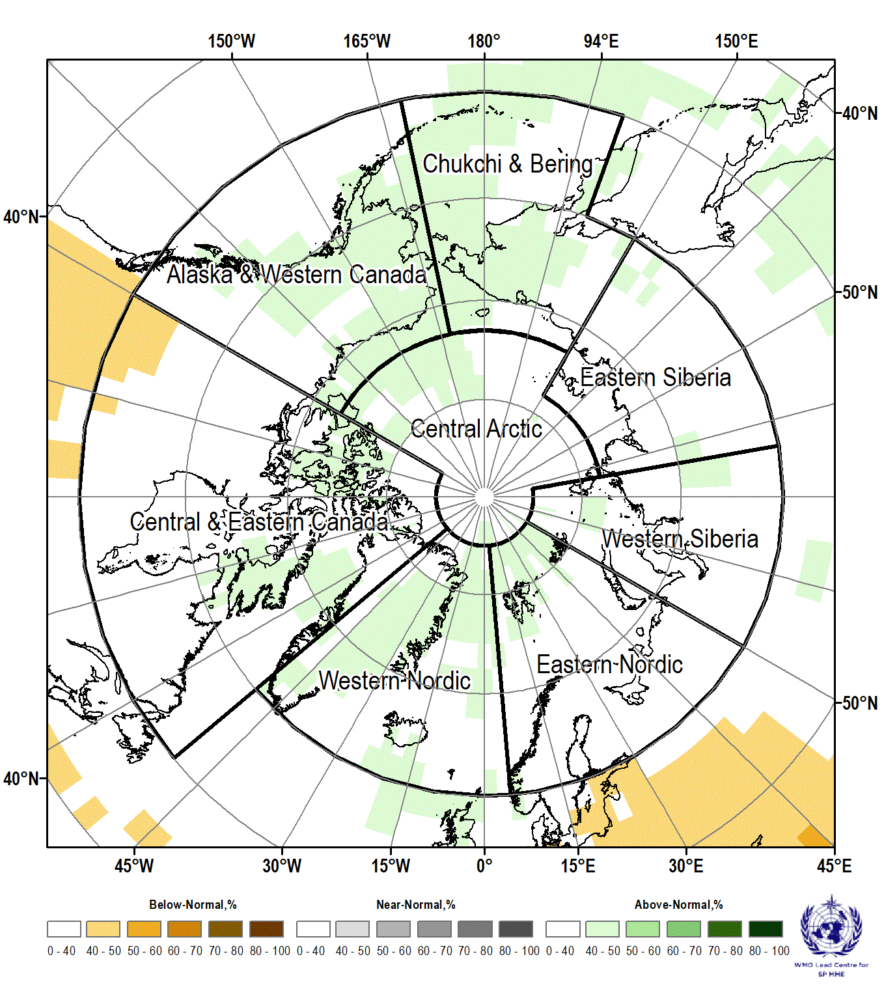 150°W 165°W 180° 94°E 150°E
40°N
Chukchi & Bering
40°N
Alaska & Western Canada
50°N
Eastern Siberia
Central Arctic
Central & Eastern Canada
Western Siberia
Eastern Nordic
Western Nordic
50°N
40°N
45°W 30°W 15°W 0° 15°E 30°E 45°E
Below-Normal,% Near-Normal,% Above-Normal,%
0 - 40 40 - 50 50 - 60 60 - 70 70 - 80 80 - 100 0 - 40 40 - 50 50 - 60 60 - 70 70 - 80 80 - 100 0 - 40 40 - 50 50 - 60 60 - 70 70 - 80 80 - 100
WMO Lead Centre for
SP MME